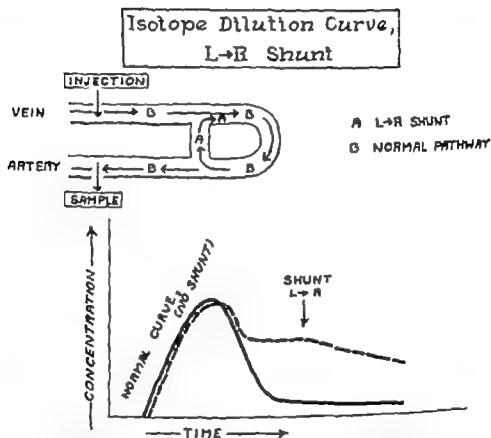 Isotope Dilution Curve,
L→R Shunt
INJECTION
VEIN
B
B
A
A
ARTERY
B
B
SAMPLE
A L→R SHUNT
B NORMAL PATHWAY
CONCENTRATION
NORMAL CURVE
(NO SHUNT)
SHUNT
L→R
TIME